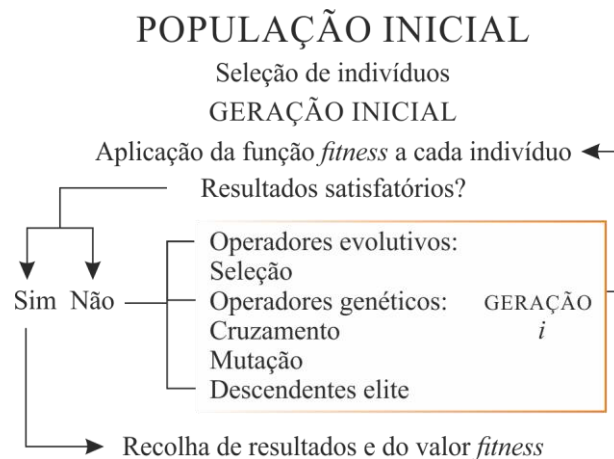 POPULAÇÃO INICIAL
Seleção de indivíduos
GERAÇÃO INICIAL
Aplicação da função fitness a cada indivíduo
Resultados satisfatórios?
Sim Não
Operadores evolutivos:
Seleção
Operadores genéticos:
Cruzamento
Mutação
Descendentes elite
GERAÇÃO
i
Recolha de resultados e do valor fitness